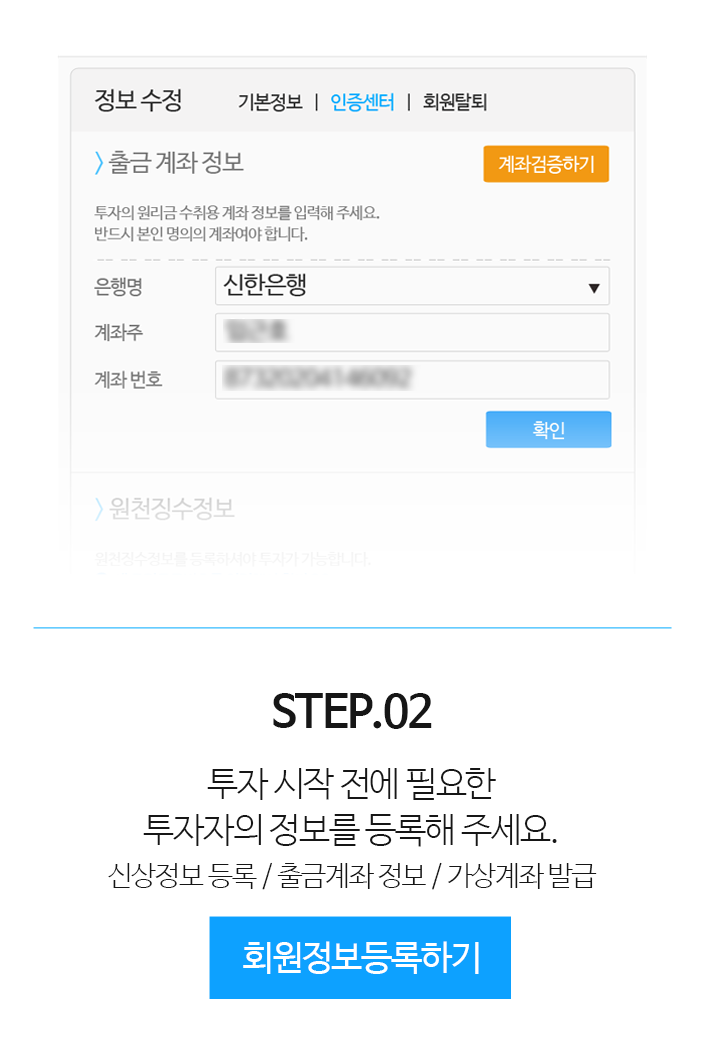 정보 수정 기본정보 | 인증센터 | 회원탈퇴
〉출금 계좌 정보 계좌검증하기
투자의 원리금 수취용 계좌 정보를 입력해 주세요.
반드시 본인 명의의 계좌여야 합니다.
은행명 신한은행 ▼
계좌주
계좌 번호
확인
〉원천징수정보
원천징수정보를 등록하셔야 투자가 가능합니다.
STEP.02
투자 시작 전에 필요한
투자자의 정보를 등록해 주세요.
신상정보 등록 / 출금계좌 정보 / 가상계좌 발급
회원정보등록하기